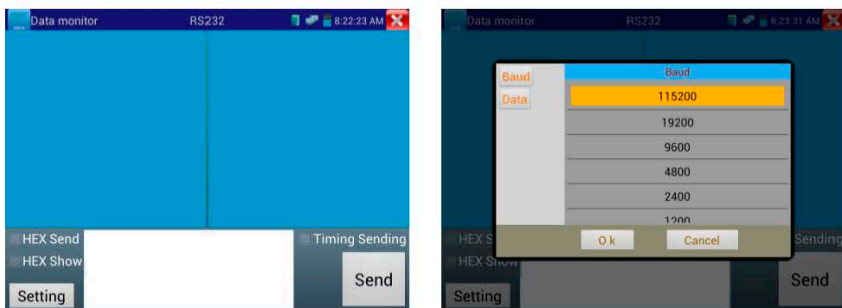 Data monitor RS232 8:22:23 AM
HEX Send
Timing Sending
HEX Show
Send
Setting
Data monitor RS232 8:23:31 AM
Baud
Baud
Data
115200
19200
9600
4800
2400
1200
Ok
Cancel
HEX S
Sending
HEX Show
Send
Setting